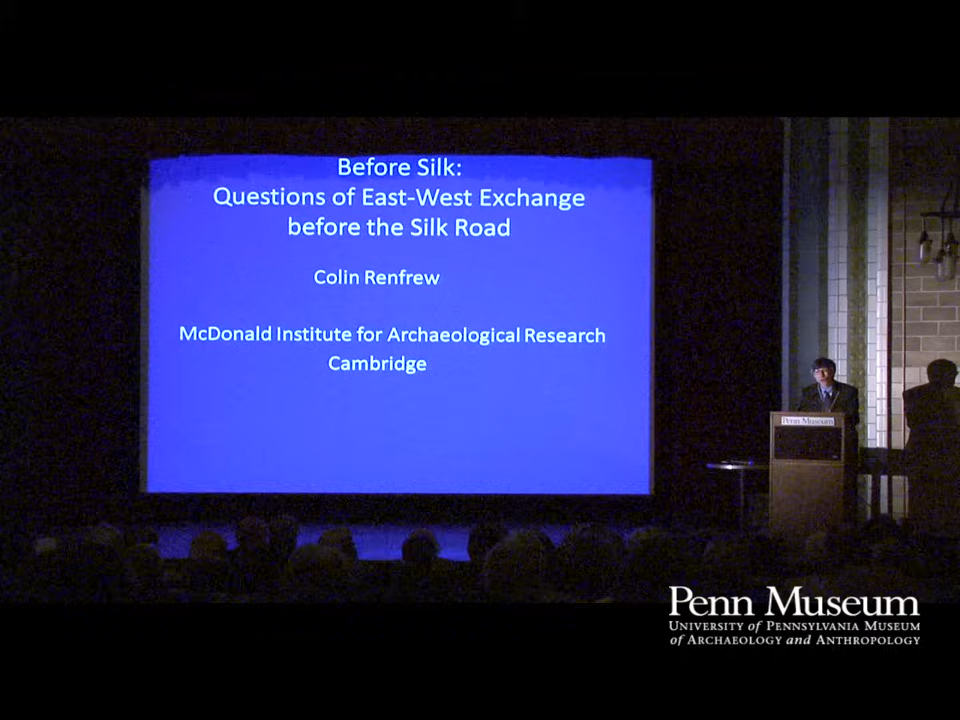 Before Silk:
Questions of East-West Exchange
before the Silk Road
Colin Renfrew
McDonald Institute for Archaeological Research
Cambridge
Penn Museum
Penn Museum
UNIVERSITY of PENNSYLVANIA MUSEUM
of ARCHAEOLOGY and ANTHROPOLOGY